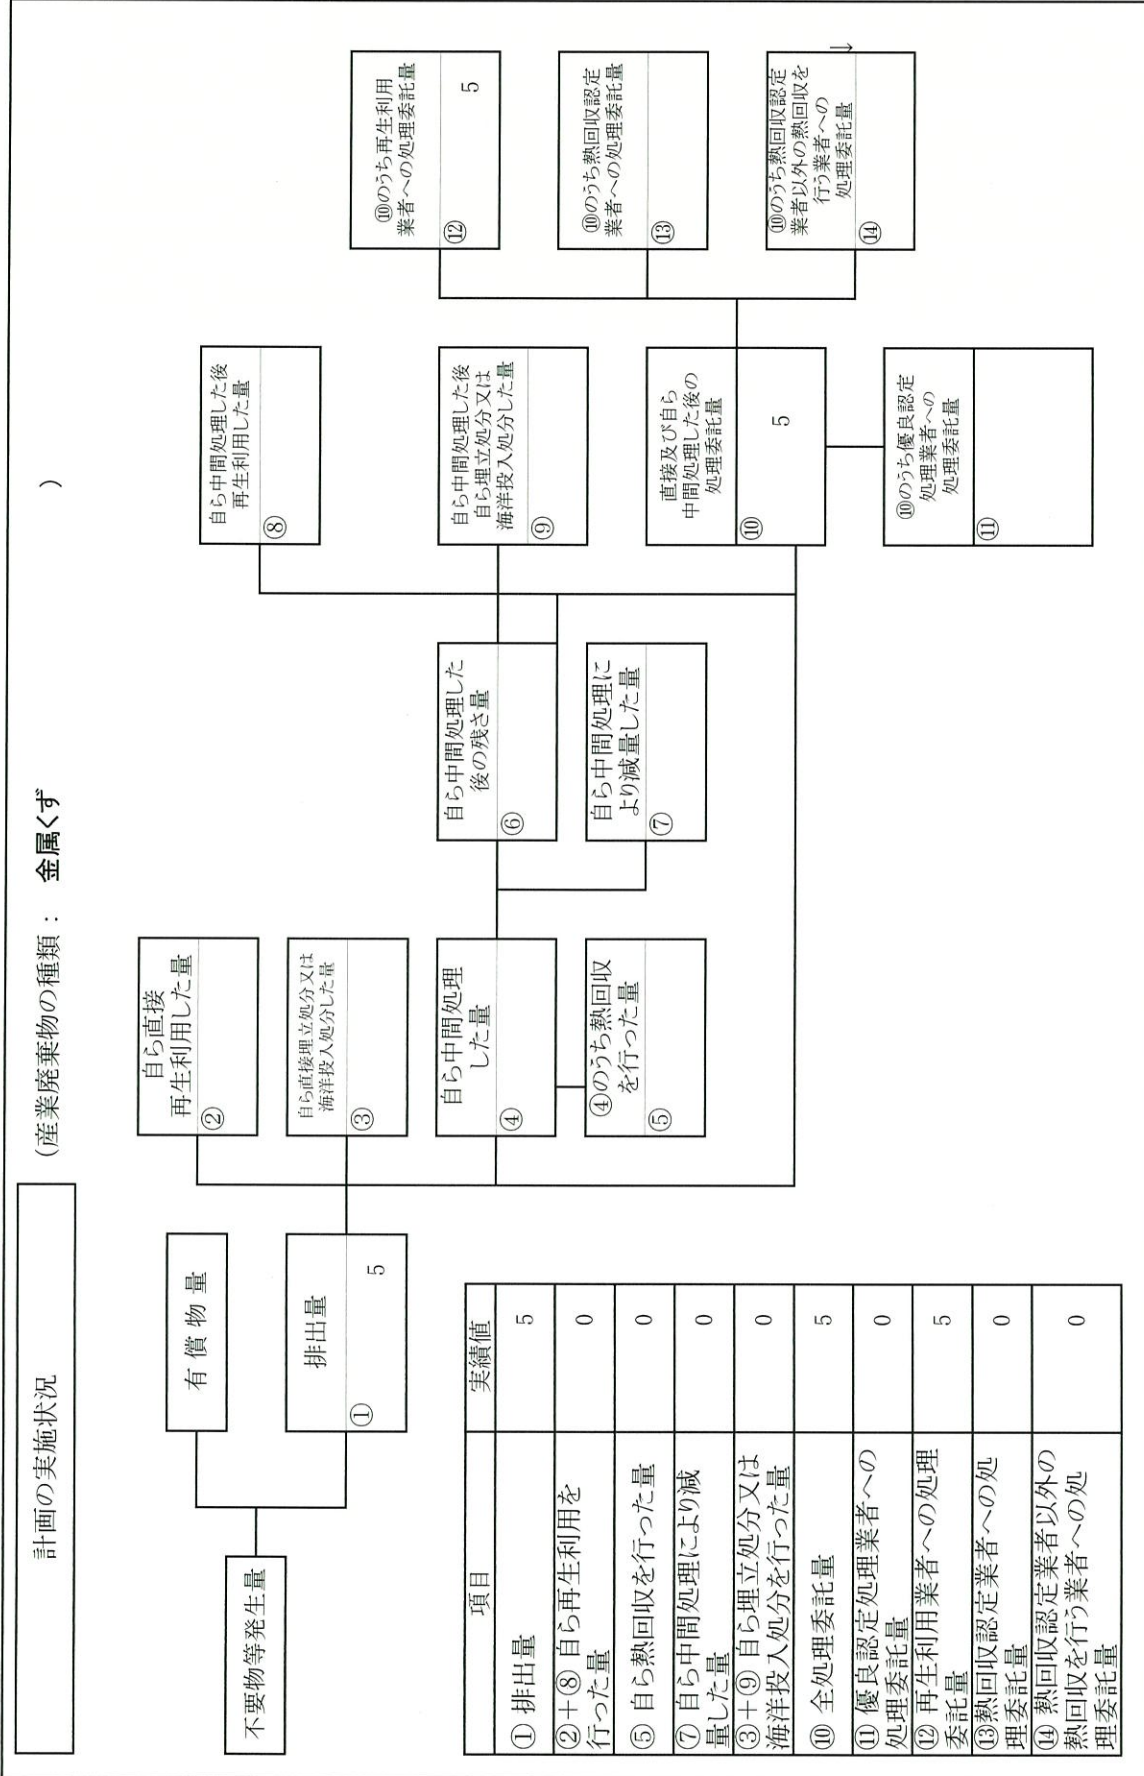 計画の実施状況
(産業廃棄物の種類： 金属くず )
不要物等発生量
有償物量
排出量
① 5
自ら直接
再生利用した量
②
自ら直接埋立処分又は
海洋投入処分した量
③
自ら中間処理
した量
④
④のうち熱回収
を行った量
⑤
自ら中間処理した
後の残さ量
⑥
自ら中間処理に
より減量した量
⑦
自ら中間処理した後
再生利用した量
⑧
自ら中間処理した後
自ら埋立処分又は
海洋投入処分した量
⑨
直接及び自ら
中間処理した後の
処理委託量
⑩ 5
⑩のうち優良認定
処理業者への
処理委託量
⑪
⑩のうち再生利用
業者への処理委託量
⑫ 5
⑩のうち熱回収認定
業者への処理委託量
⑬
⑩のうち熱回収認定
業者以外の熱回収を
行う業者への
処理委託量
⑭
項目 実績値
① 排出量 5
②＋⑧ 自ら再生利用を
行った量 0
⑤ 自ら熱回収を行った量 0
⑦ 自ら中間処理により減
量した量 0
③＋⑨ 自ら埋立処分又は
海洋投入処分を行った量 0
⑩ 全処理委託量 5
⑪ 優良認定処理業者への
処理委託量 0
⑫ 再生利用業者への処理
委託量 5
⑬熱回収認定業者への処
理委託量 0
⑭ 熱回収認定業者以外の
熱回収を行う業者への処
理委託量 0